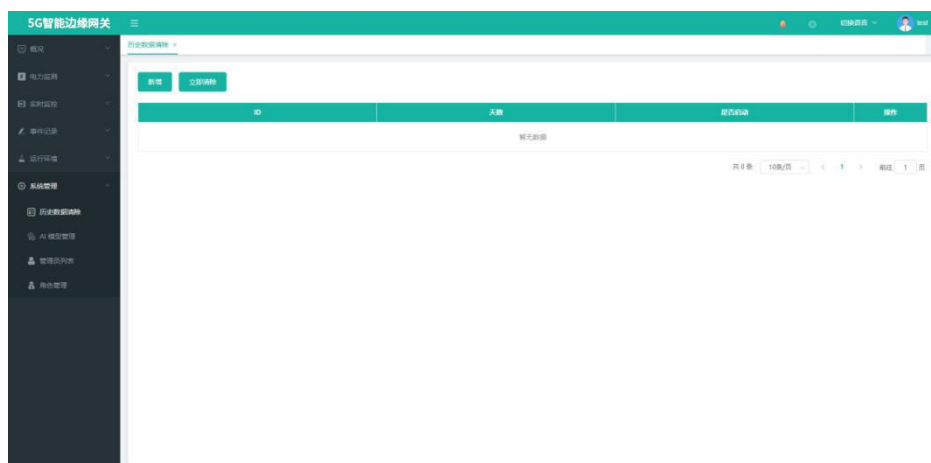 5G智能边缘网关
切换语言
test
概况
历史数据清除 ×
电力监测
新增 立即清除
实时监控
ID 天数 是否启动 操作
事件记录
暂无数据
运行环境
共 0 条 10条/页 < 1 > 前往 1 页
系统管理
历史数据清除
AI 模型管理
管理员列表
角色管理